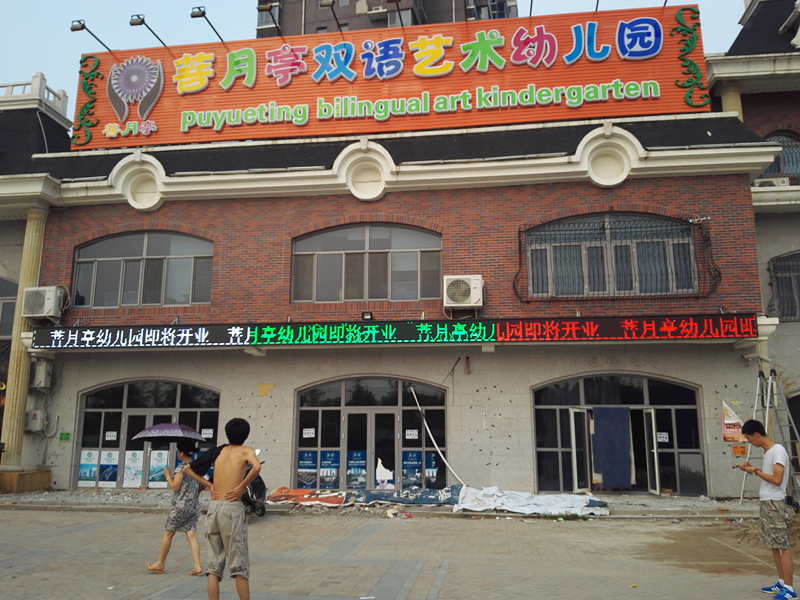 菩月亭双语艺术幼儿园
菩月亭
puyueting bilingual art kindergarten
菩月亭幼儿园即将开业 菩月亭幼儿园即将开业 菩月亭幼儿园即将开业 菩月亭幼儿园即